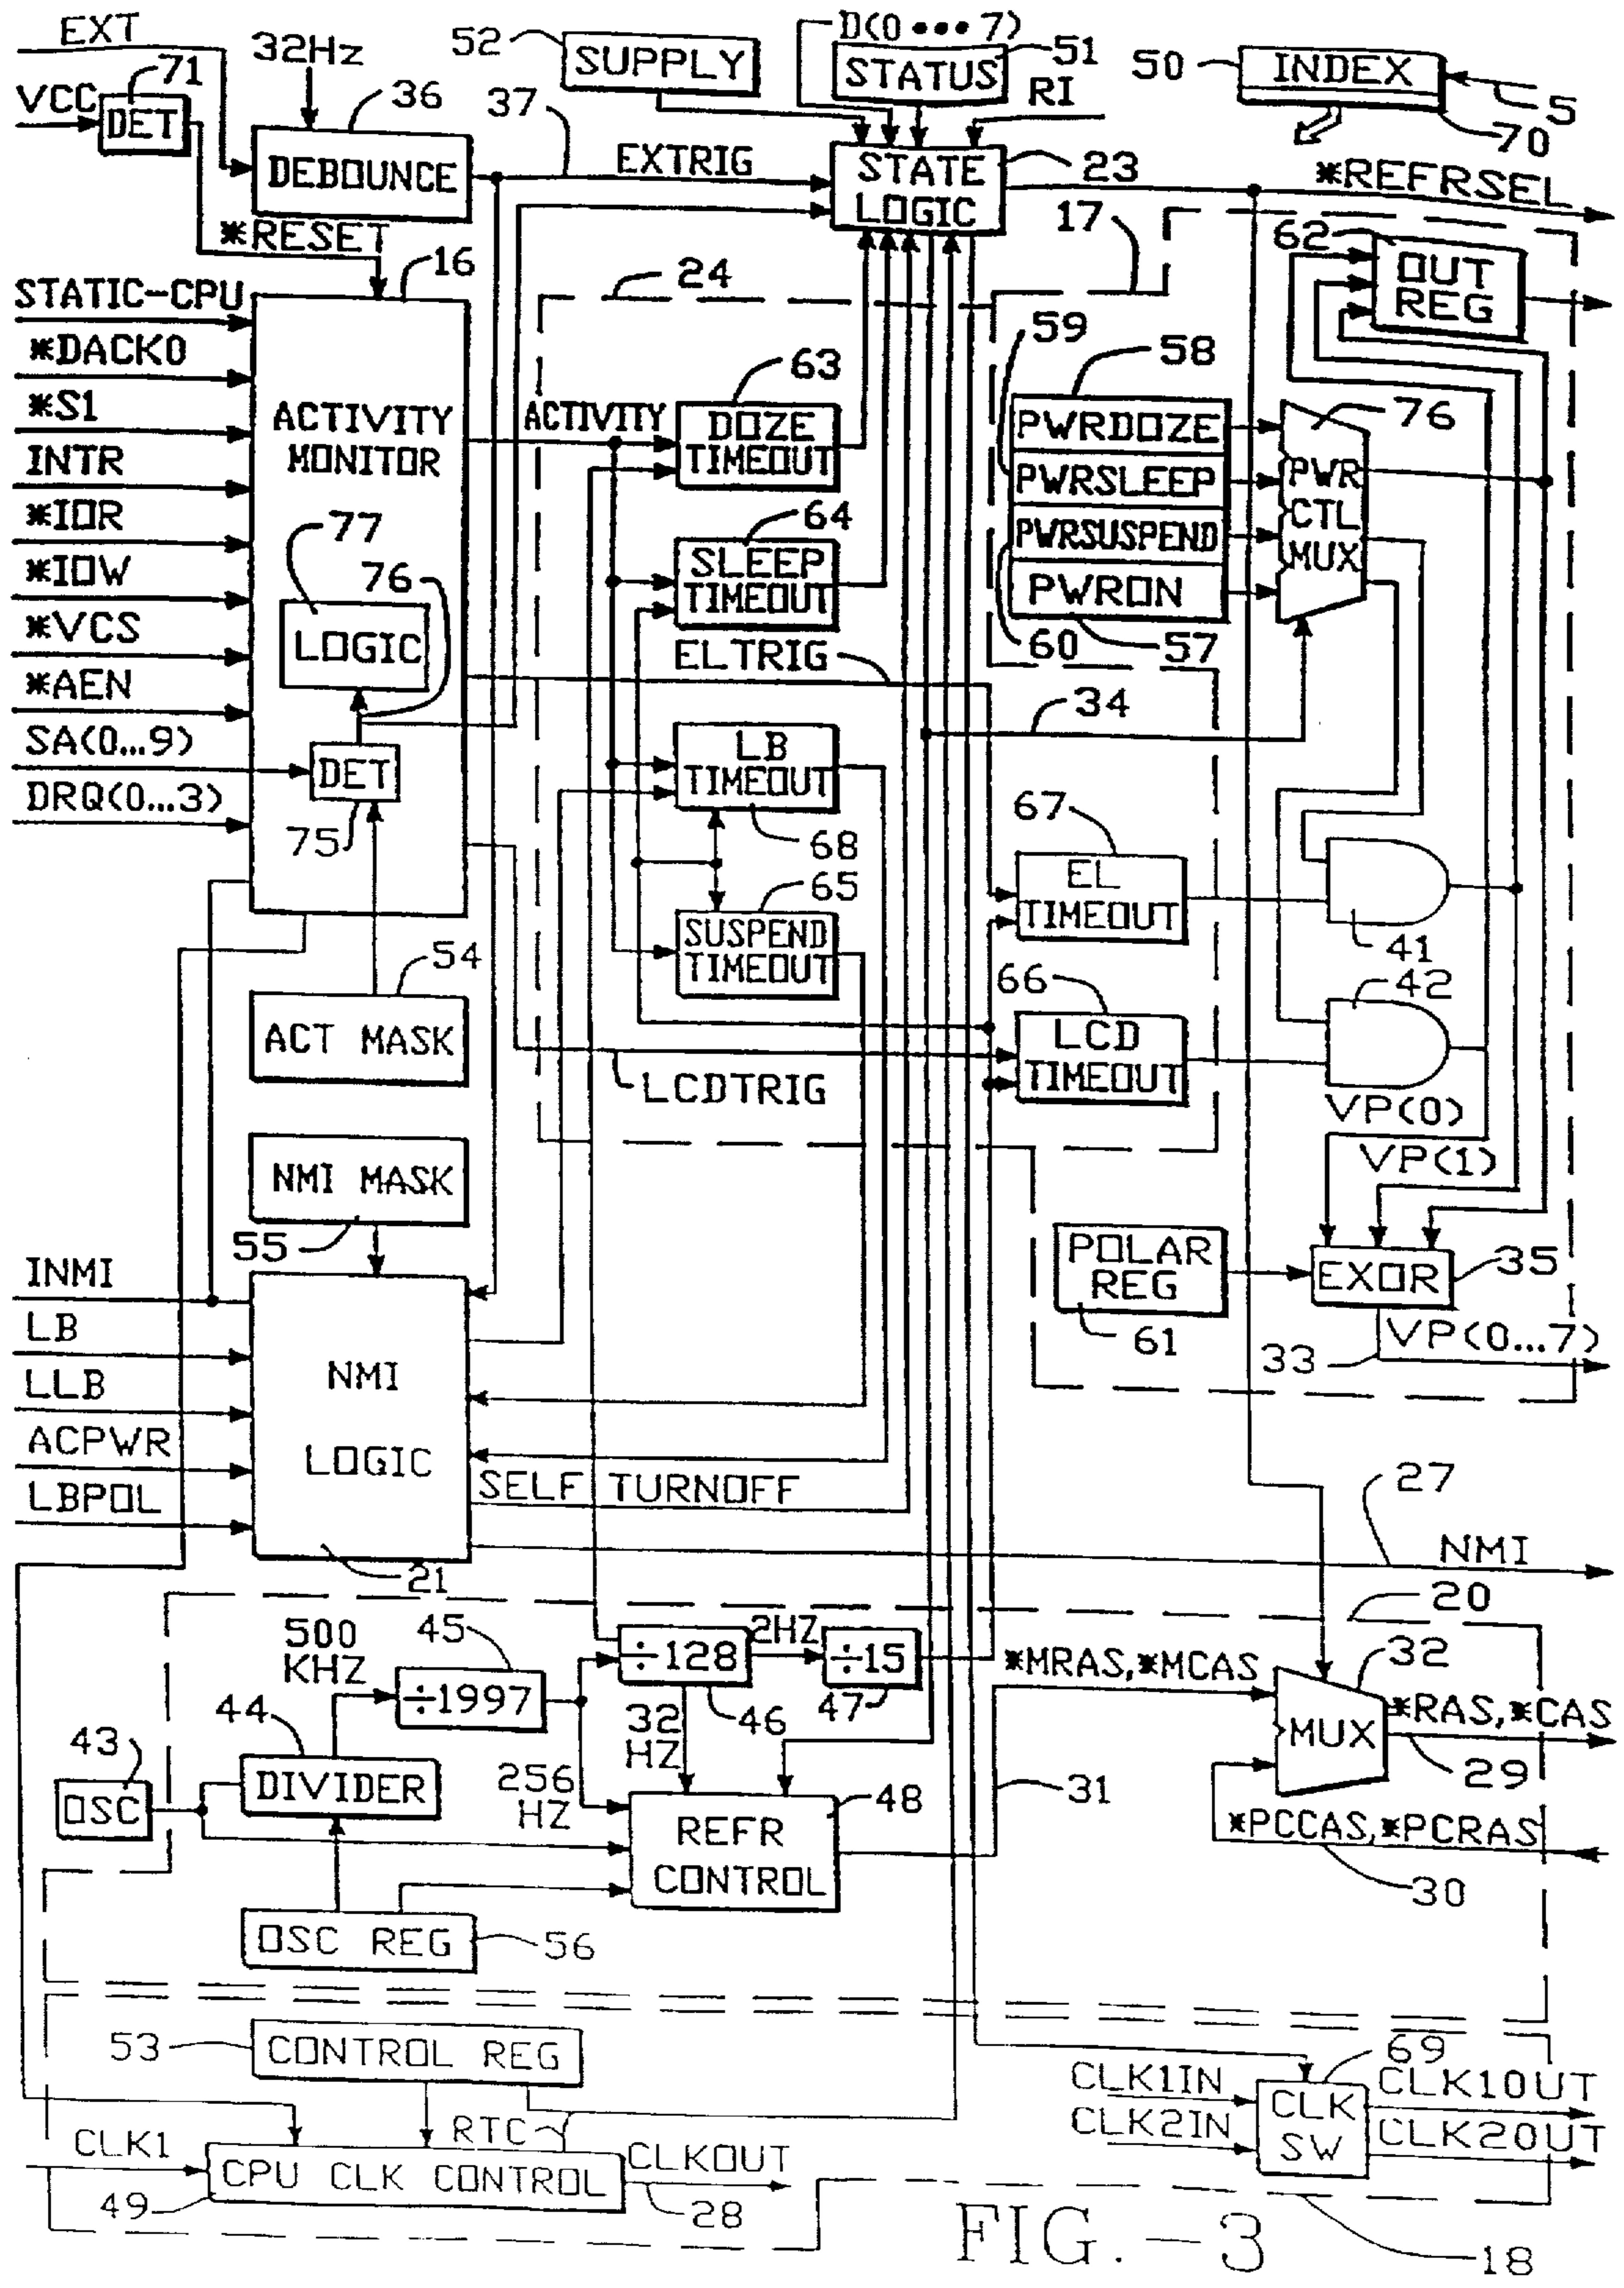 EXT
32Hz
52
SUPPLY
D(0 • • • 7)
51
STATUS
RI
50
INDEX
5
70
71
VCC
DET
36
DEBOUNCE
37
EXTRIG
STATE
LOGIC
23
*REFRSEL
*RESET
16
24
17
62
OUT
REG
STATIC-CPU
*DACK0
*S1
INTR
*IOR
*IOW
*VCS
*AEN
SA(0...9)
DRQ(0...3)
ACTIVITY
MONITOR
77
LOGIC
76
DET
75
ACTIVITY
63
DOZE
TIMEOUT
64
SLEEP
TIMEOUT
ELTRIG
LB
TIMEOUT
68
65
SUSPEND
TIMEOUT
59
58
PWRDOZE
PWRSLEEP
PWRSUSPEND
PWRON
60
57
76
PWR
CTL
MUX
34
67
EL
TIMEOUT
41
66
LCD
TIMEOUT
42
LCDTRIG
54
ACT MASK
NMI MASK
55
VP(0)
VP(1)
POLAR
REG
61
EXOR
35
VP(0...7)
33
INMI
LB
LLB
ACPWR
LBPOL
NMI
LOGIC
21
SELF TURNOFF
27
NMI
20
500
KHZ
45
÷1997
÷128
46
2HZ
÷15
47
*MRAS,*MCAS
32
MUX
*RAS,*CAS
29
44
43
OSC
DIVIDER
32
HZ
256
HZ
48
REFR
CONTROL
31
*PCCAS,*PCRAS
30
OSC REG
56
53
CONTROL REG
RTC
CLK1
CPU CLK CONTROL
49
CLKOUT
28
CLK1IN
CLK2IN
69
CLK
SW
CLK1OUT
CLK2OUT
18
FIG.-3